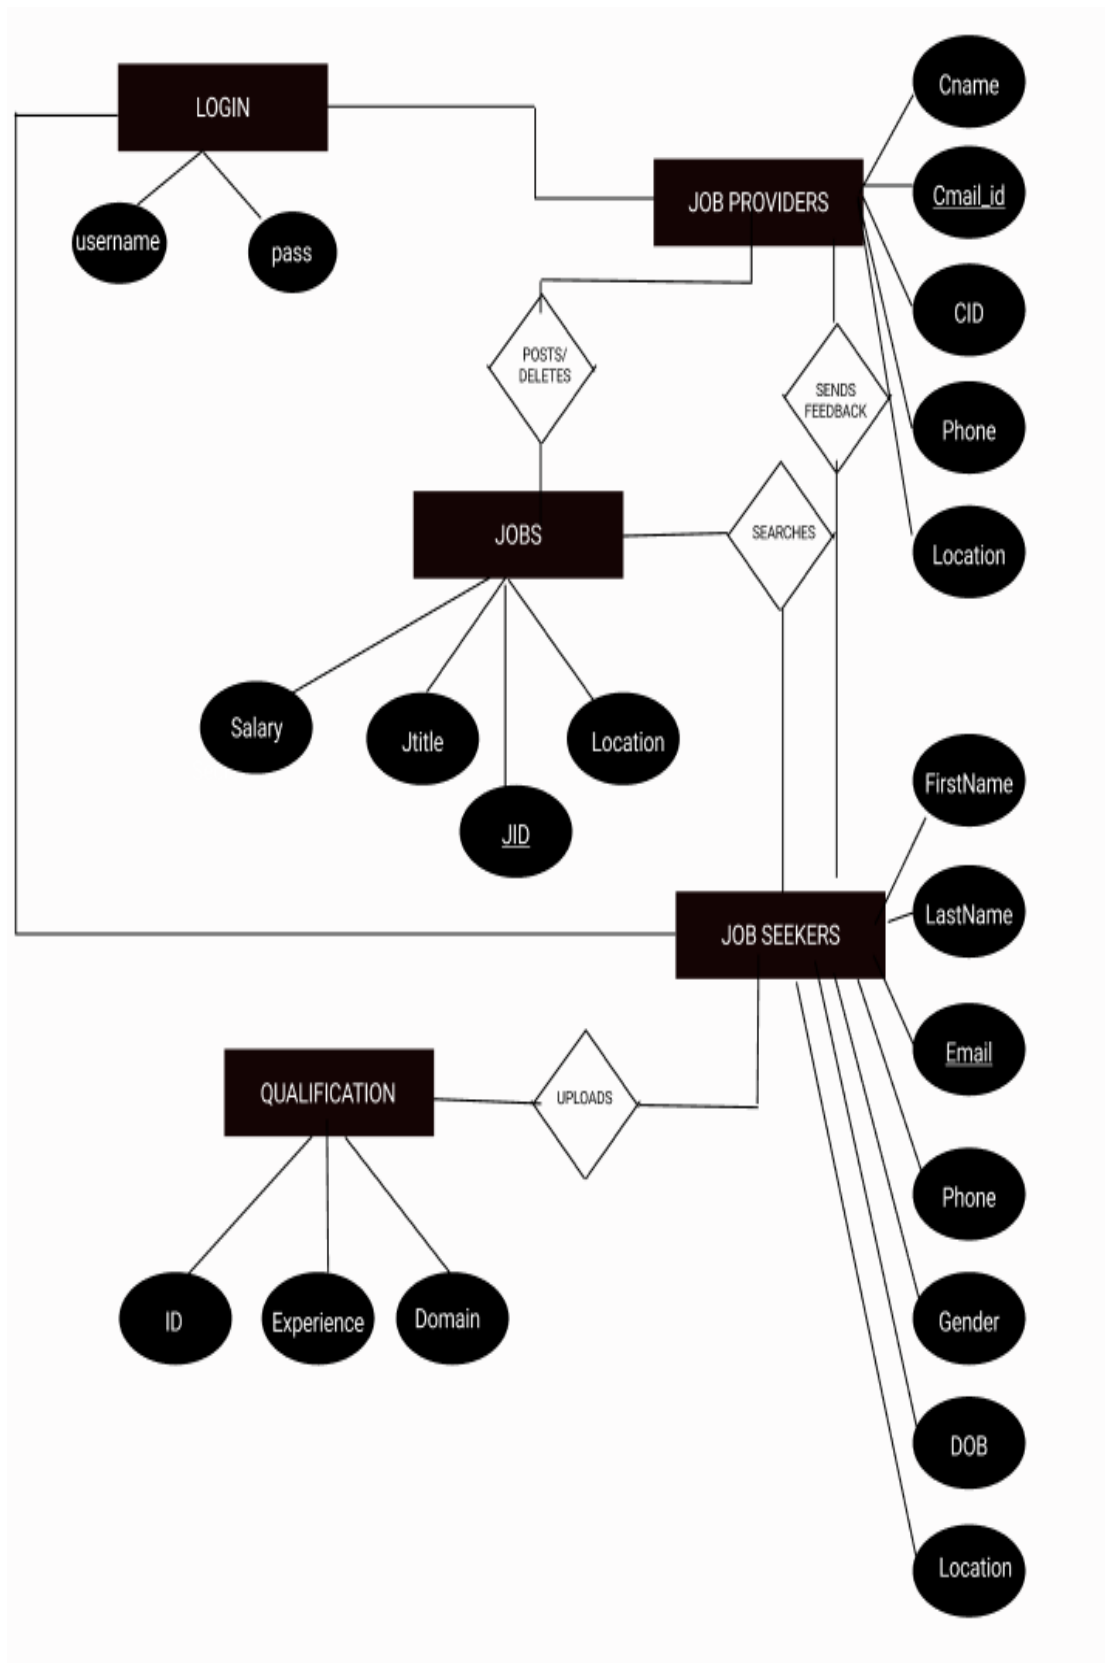 Cname
LOGIN
JOB PROVIDERS
Cmail_id
username
pass
CID
POSTS/
DELETES
SENDS
FEEDBACK
Phone
JOBS
SEARCHES
Location
Salary
Jtitle
Location
JID
FirstName
LastName
JOB SEEKERS
Email
QUALIFICATION
UPLOADS
Phone
ID
Experience
Domain
Gender
DOB
Location